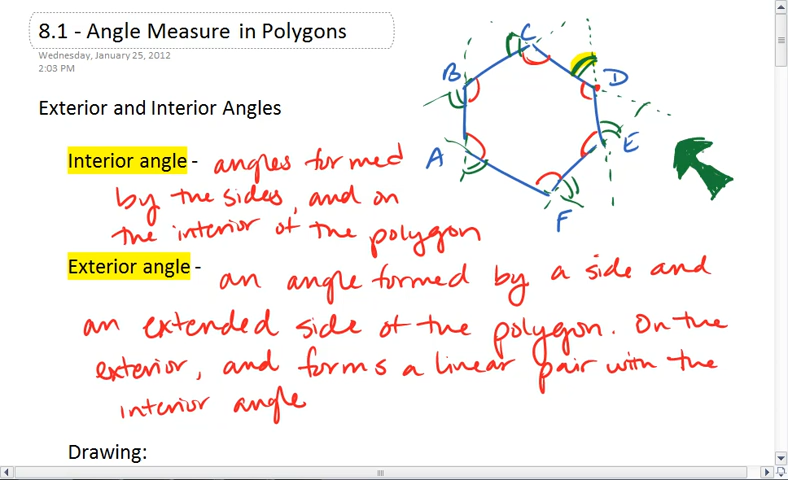 8.1 - Angle Measure in Polygons
Wednesday, January 25, 2012
2:03 PM
Exterior and Interior Angles
Interior angle - angles formed
by the sides, and on
the interior of the polygon
Exterior angle - an angle formed by a side and
an extended side of the polygon. On the
exterior, and forms a linear pair with the
interior angle
Drawing:
C
B
D
A
E
F